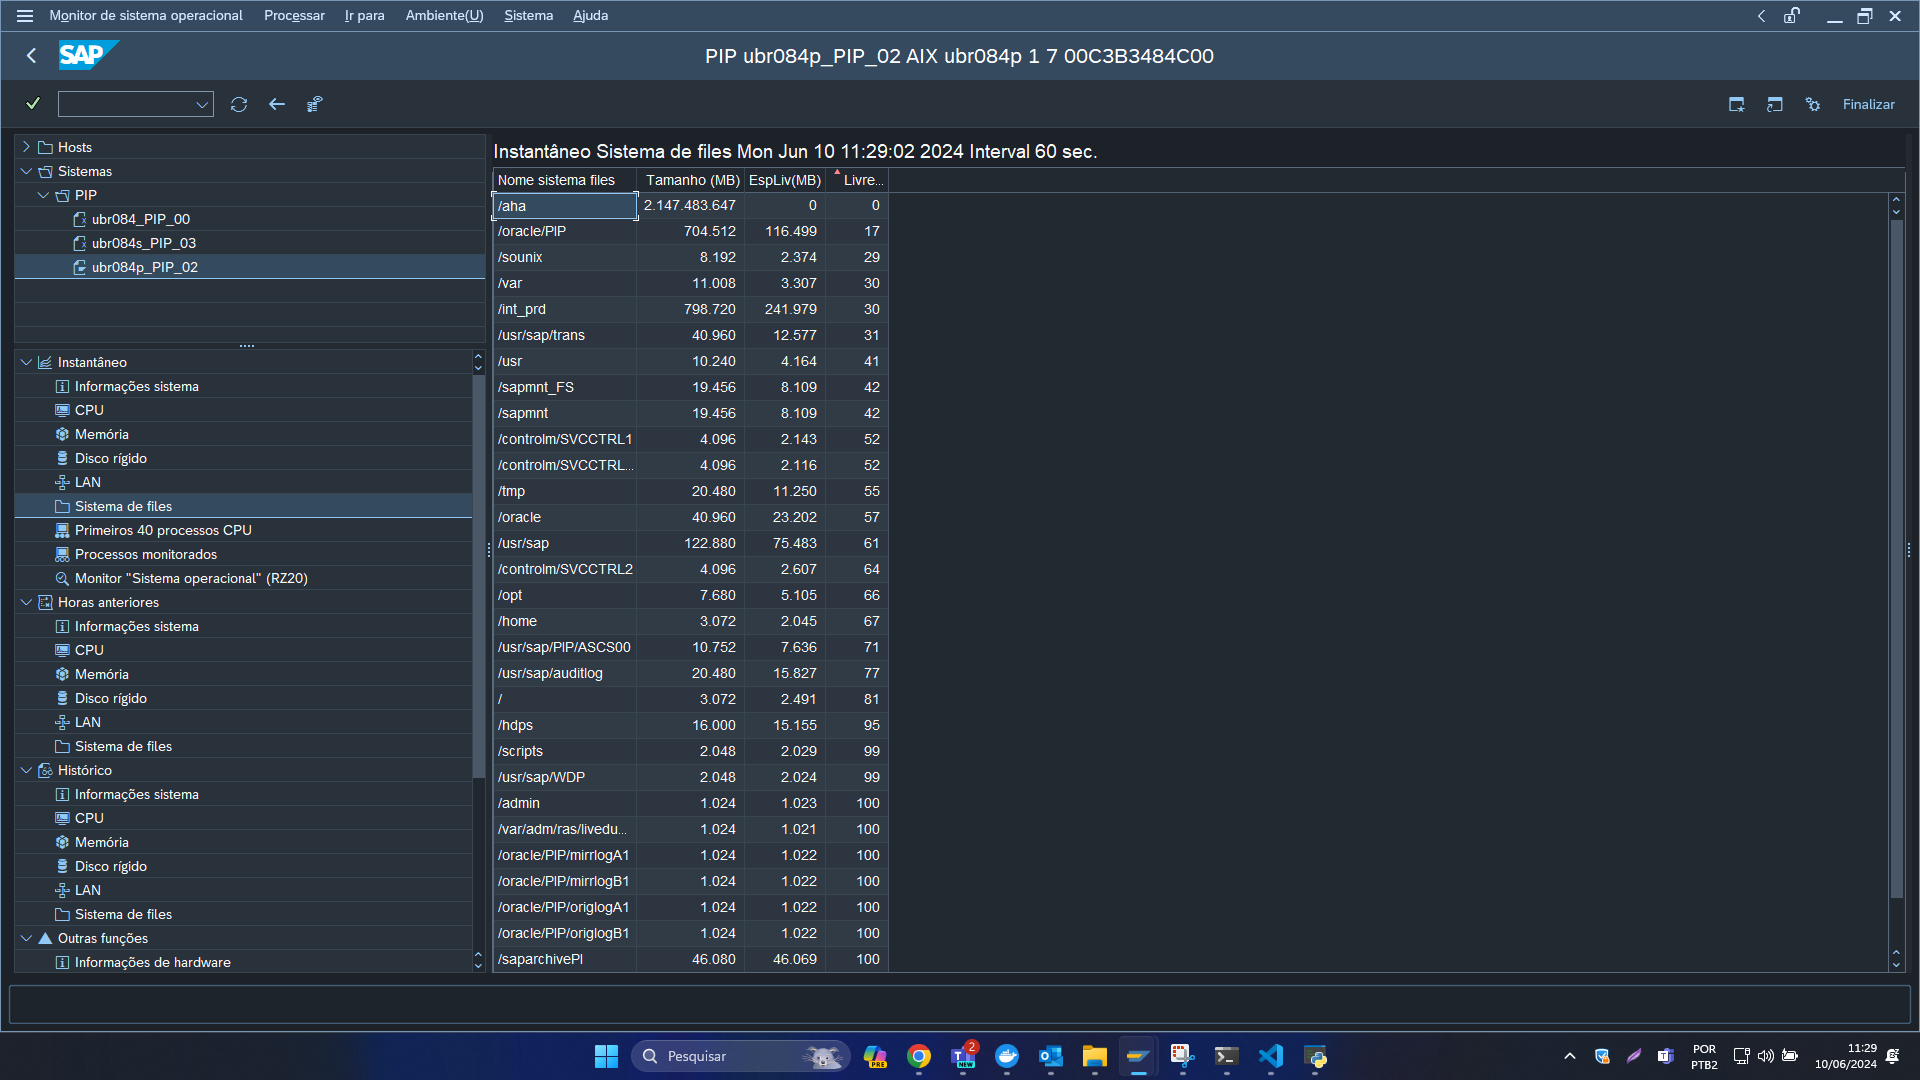 Monitor de sistema operacional Processar Ir para Ambiente(U) Sistema Ajuda
SAP
PIP ubr084p_PIP_02 AIX ubr084p 1 7 00C3B3484C00
Finalizar
Hosts
Sistemas
PIP
ubr084_PIP_00
ubr084s_PIP_03
ubr084p_PIP_02
Instantâneo
Informações sistema
CPU
Memória
Disco rígido
LAN
Sistema de files
Primeiros 40 processos CPU
Processos monitorados
Monitor "Sistema operacional" (RZ20)
Horas anteriores
Informações sistema
CPU
Memória
Disco rígido
LAN
Sistema de files
Histórico
Informações sistema
CPU
Memória
Disco rígido
LAN
Sistema de files
Outras funções
Informações de hardware
Instantâneo Sistema de files Mon Jun 10 11:29:02 2024 Interval 60 sec.
Nome sistema files Tamanho (MB) EspLiv(MB) Livre...
/aha 2.147.483.647 0 0
/oracle/PIP 704.512 116.499 17
/sounix 8.192 2.374 29
/var 11.008 3.307 30
/int_prd 798.720 241.979 30
/usr/sap/trans 40.960 12.577 31
/usr 10.240 4.164 41
/sapmnt_FS 19.456 8.109 42
/sapmnt 19.456 8.109 42
/controlm/SVCCTRL1 4.096 2.143 52
/controlm/SVCCTRL... 4.096 2.116 52
/tmp 20.480 11.250 55
/oracle 40.960 23.202 57
/usr/sap 122.880 75.483 61
/controlm/SVCCTRL2 4.096 2.607 64
/opt 7.680 5.105 66
/home 3.072 2.045 67
/usr/sap/PIP/ASCS00 10.752 7.636 71
/usr/sap/auditlog 20.480 15.827 77
/ 3.072 2.491 81
/hdps 16.000 15.155 95
/scripts 2.048 2.029 99
/usr/sap/WDP 2.048 2.024 99
/admin 1.024 1.023 100
/var/adm/ras/livedu... 1.024 1.021 100
/oracle/PIP/mirrlogA1 1.024 1.022 100
/oracle/PIP/mirrlogB1 1.024 1.022 100
/oracle/PIP/origlogA1 1.024 1.022 100
/oracle/PIP/origlogB1 1.024 1.022 100
/saparchivePI 46.080 46.069 100
Pesquisar
PRE
2
NEW
POR
PTB2
11:29
10/06/2024